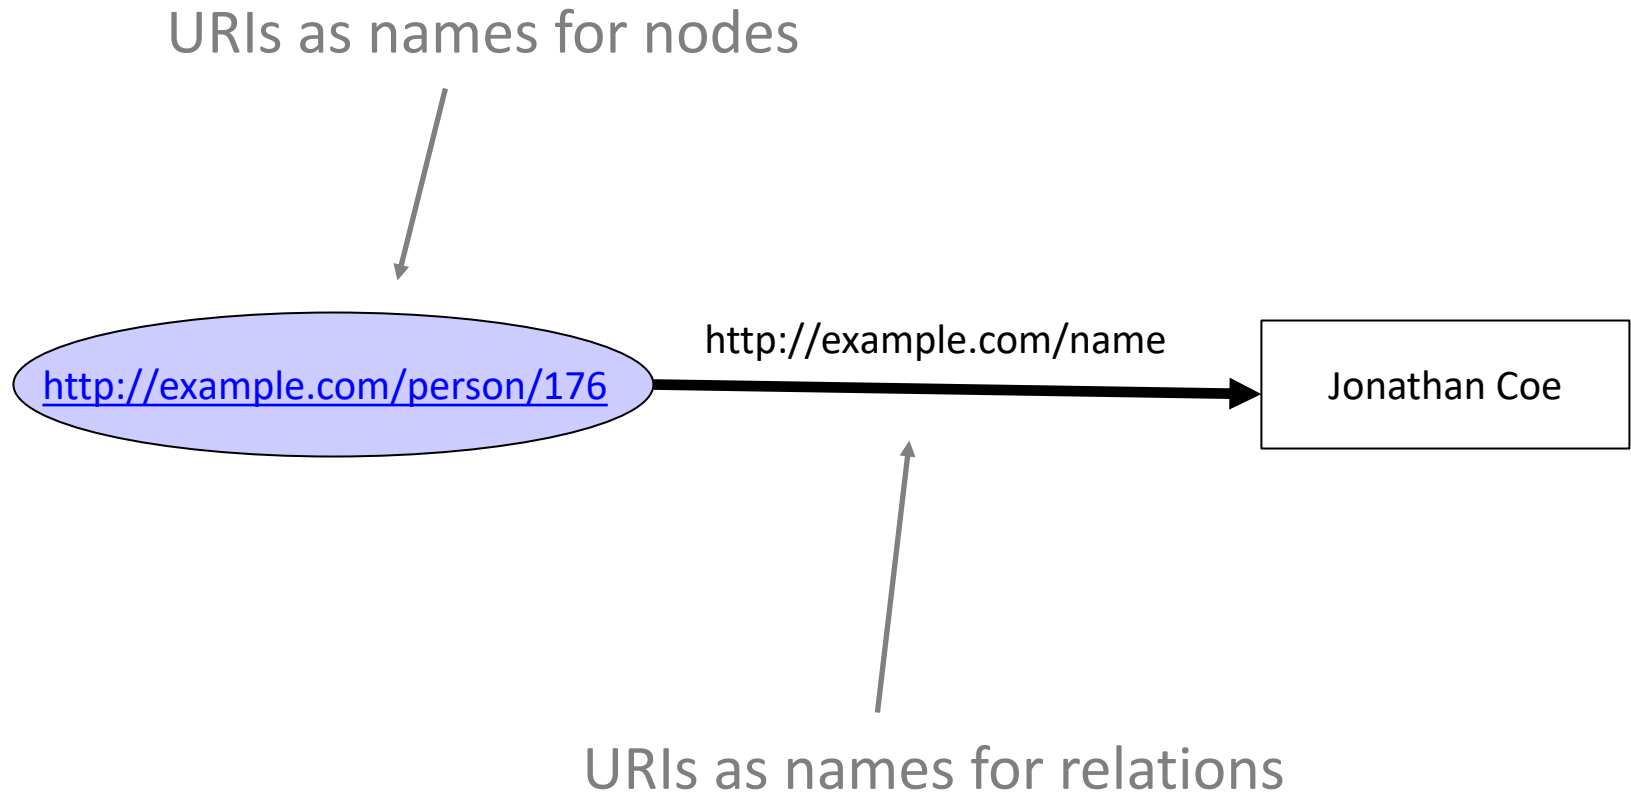 URIs as names for nodes
http://example.com/name
http://example.com/person/176
Jonathan Coe
URIs as names for relations